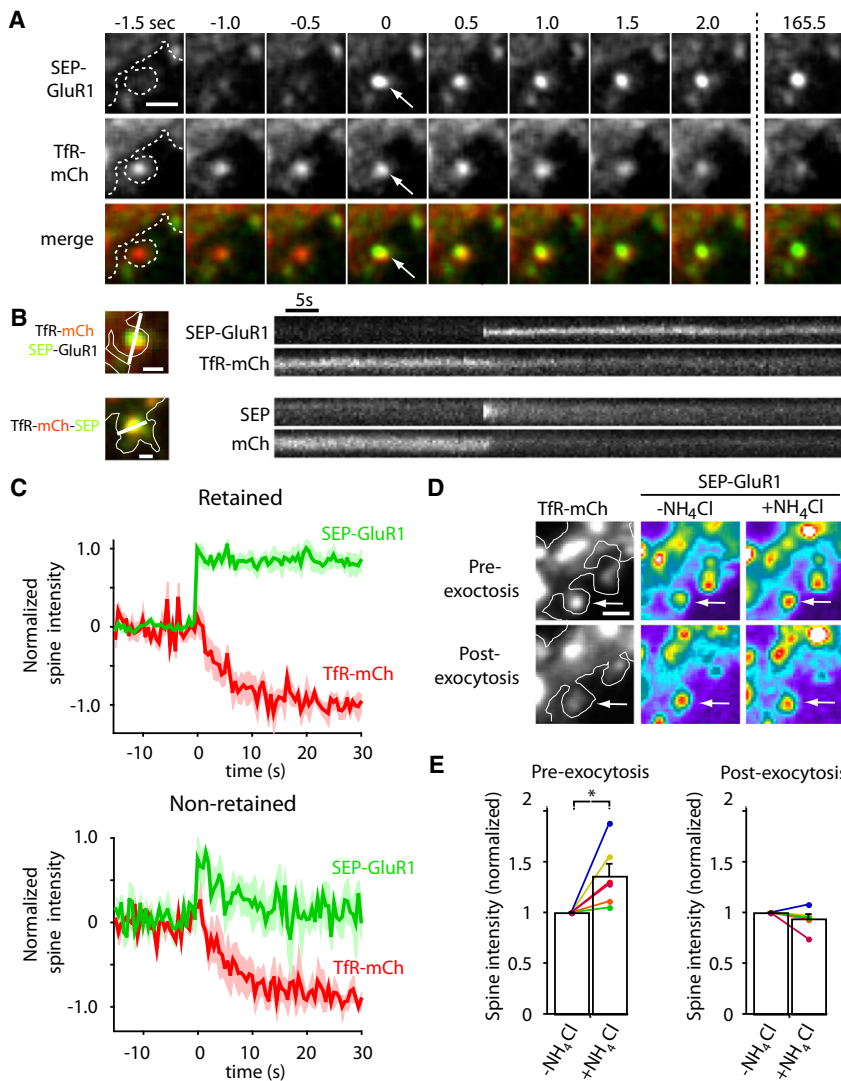 A
-1.5 sec -1.0 -0.5 0 0.5 1.0 1.5 2.0 165.5
SEP-
GluR1
TfR-
mCh
merge
B
5s
TfR-mCh
SEP-GluR1
SEP-GluR1
TfR-mCh
TfR-mCh-SEP
SEP
mCh
C
Retained
SEP-GluR1
TfR-mCh
Normalized
spine intensity
1.0
0
-1.0
-10 0 10 20 30
time (s)
Non-retained
SEP-GluR1
TfR-mCh
Normalized
spine intensity
1.0
0
-1.0
-10 0 10 20 30
time (s)
D
SEP-GluR1
TfR-mCh -NH4Cl +NH4Cl
Pre-
exoctosis
Post-
exocytosis
E
Pre-exocytosis
*
Spine intensity (normalized)
2
1.5
1
0.5
0
-NH4Cl
+NH4Cl
Post-exocytosis
Spine intensity (normalized)
2
1.5
1
0.5
0
-NH4Cl
+NH4Cl